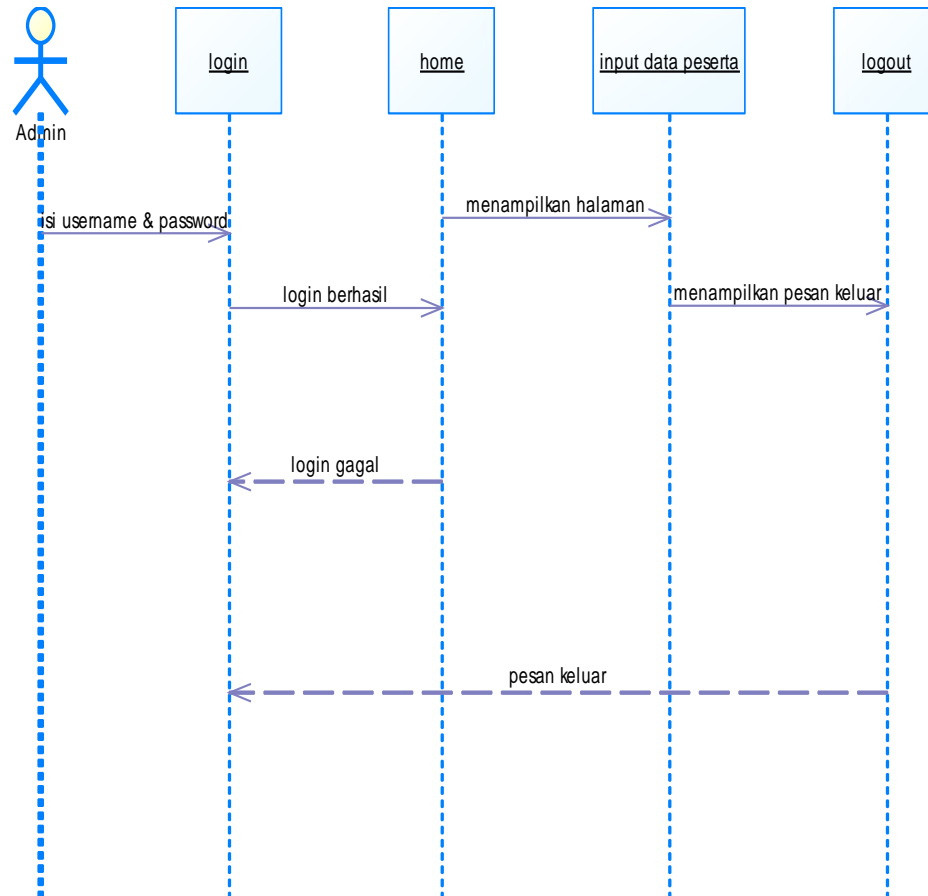 login
home
input data peserta
logout
Admin
isi username & password
menampilkan halaman
login berhasil
menampilkan pesan keluar
login gagal
pesan keluar